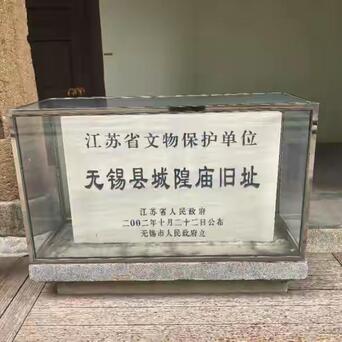 江苏省文物保护单位
无锡县城隍庙旧址
江苏省人民政府
二〇〇二年十月二十二日公布
无锡市人民政府立